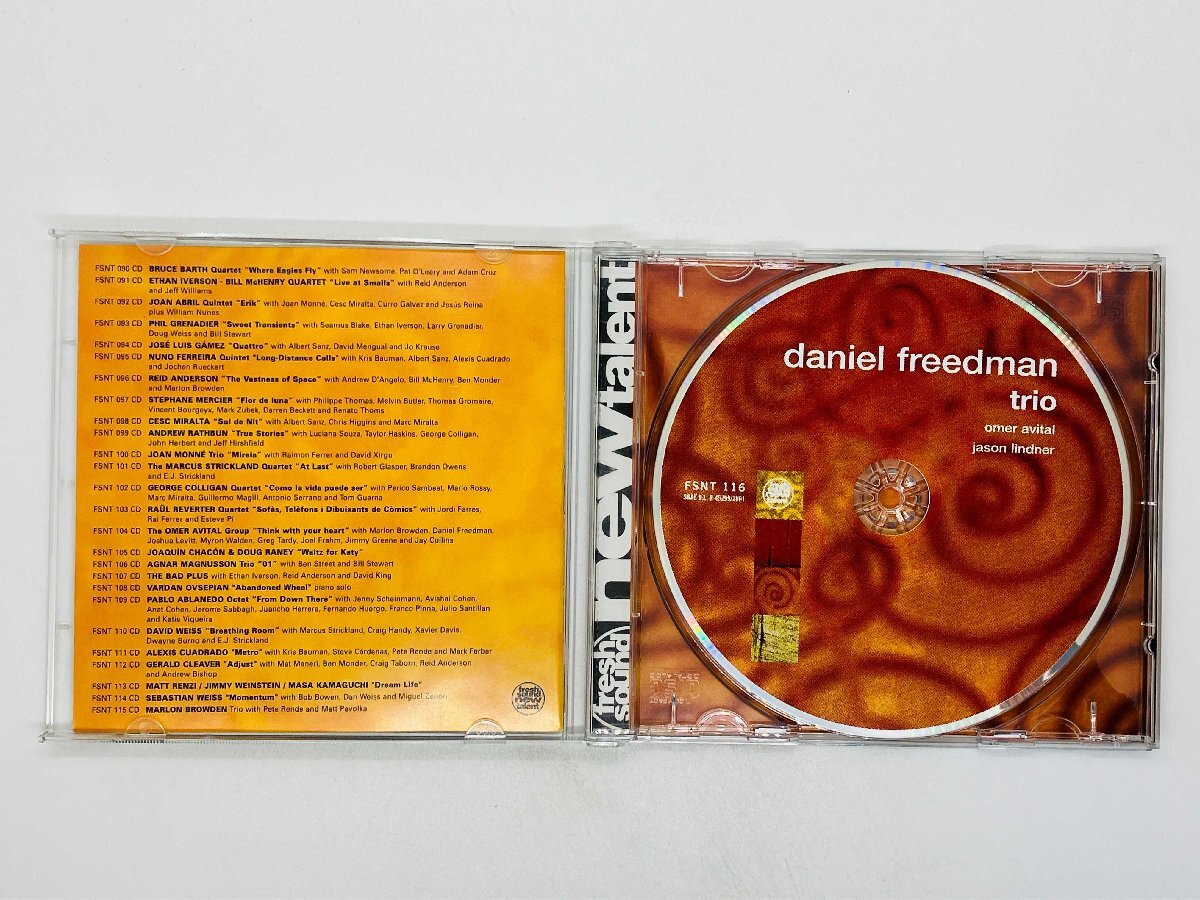 FSNT 090 CD BRUCE BARTH Quartet "Where Eagles Fly" with Sam Newsome, Pat O'Leary and Adam Cruz
FSNT 091 CD ETHAN IVERSON - BILL McHENRY QUARTET "Live at Smalls" with Reid Anderson
and Jeff Williams
FSNT 092 CD JOAN ABRIL Quintet "Erik" with Joan Monne, Cesc Miralta, Curro Galvez and Jesús Reina
plus William Nunes
FSNT 093 CD PHIL GRENADIER "Sweet Transients" with Seamus Blake, Ethan Iverson, Larry Grenadier,
Doug Weiss and Bill Stewart
FSNT 094 CD JOSÉ LUIS GÁMEZ "Quattro" with Albert Sanz, David Mengual and Jo Krause
FSNT 095 CD NUNO FERREIRA Quintet "Long-Distance Calls" with Kris Bauman, Albert Sanz, Alexis Cuadrado
and Jochen Rueckert
FSNT 096 CD REID ANDERSON "The Vastness of Space" with Andrew D'Angelo, Bill McHenry, Ben Monder
and Marlon Browden
FSNT 097 CD STEPHANE MERCIER "Flor de luna" with Philippe Thomas, Melvin Butler, Thomas Gromaire,
Vincent Bourgeyx, Mark Zubek, Darren Beckett and Renato Thoms
FSNT 098 CD CESC MIRALTA "Sol de Nit" with Albert Sanz, Chris Higgins and Marc Miralta
FSNT 099 CD ANDREW RATHBUN "True Stories" with Luciana Souza, Taylor Haskins, George Colligan,
John Herbert and Jeff Hirshfield
FSNT 100 CD JOAN MONNÉ Trio "Mireia" with Raimon Ferrer and David Xirgu
FSNT 101 CD The MARCUS STRICKLAND Quartet "At Last" with Robert Glasper, Brandon Owens
and E.J. Strickland
FSNT 102 CD GEORGE COLLIGAN Quartet "Como la vida puede ser" with Perico Sambeat, Mario Rossy,
Marc Miralta, Guillermo Magill, Antonio Serrano and Tom Guarna
FSNT 103 CD RAÜL REVERTER Quartet "Sofàs, Telèfons i Dibuixants de Còmics" with Jordi Farrés,
Rai Ferrer and Esteve Pi
FSNT 104 CD The OMER AVITAL Group "Think with your heart" with Marlon Browden, Daniel Freedman,
Joshua Levitt, Myron Walden, Greg Tardy, Joel Frahm, Jimmy Greene and Jay Collins
FSNT 105 CD JOAQUÍN CHACÓN & DOUG RANEY "Waltz for Katy"
FSNT 106 CD AGNAR MAGNUSSON Trio "01" with Ben Street and Bill Stewart
FSNT 107 CD THE BAD PLUS with Ethan Iverson, Reid Anderson and David King
FSNT 108 CD VARDAN OVSEPIAN "Abandoned Wheel" piano solo
FSNT 109 CD PABLO ABLANEDO Octet "From Down There" with Jenny Scheinmann, Avishai Cohen,
Anat Cohen, Jerome Sabbagh, Juancho Herrera, Fernando Huergo, Franco Pinna, Julio Santillan
and Katie Viqueira
FSNT 110 CD DAVID WEISS "Breathing Room" with Marcus Strickland, Craig Handy, Xavier Davis,
Dwayne Burno and E.J. Strickland
FSNT 111 CD ALEXIS CUADRADO "Metro" with Kris Bauman, Steve Cárdenas, Pete Rende and Mark Ferber
FSNT 112 CD GERALD CLEAVER "Adjust" with Mat Maneri, Ben Monder, Craig Taborn, Reid Anderson
and Andrew Bishop
FSNT 113 CD MATT RENZI / JIMMY WEINSTEIN / MASA KAMAGUCHI "Dream Life"
FSNT 114 CD SEBASTIAN WEISS "Momentum" with Bob Bowen, Dan Weiss and Miguel Zenón
FSNT 115 CD MARLON BROWDEN Trio with Pete Rende and Matt Pavolka
fresh
sound
new
talent
fresh
sound
newtalent
daniel freedman
trio
omer avital
jason lindner
FSNT 116